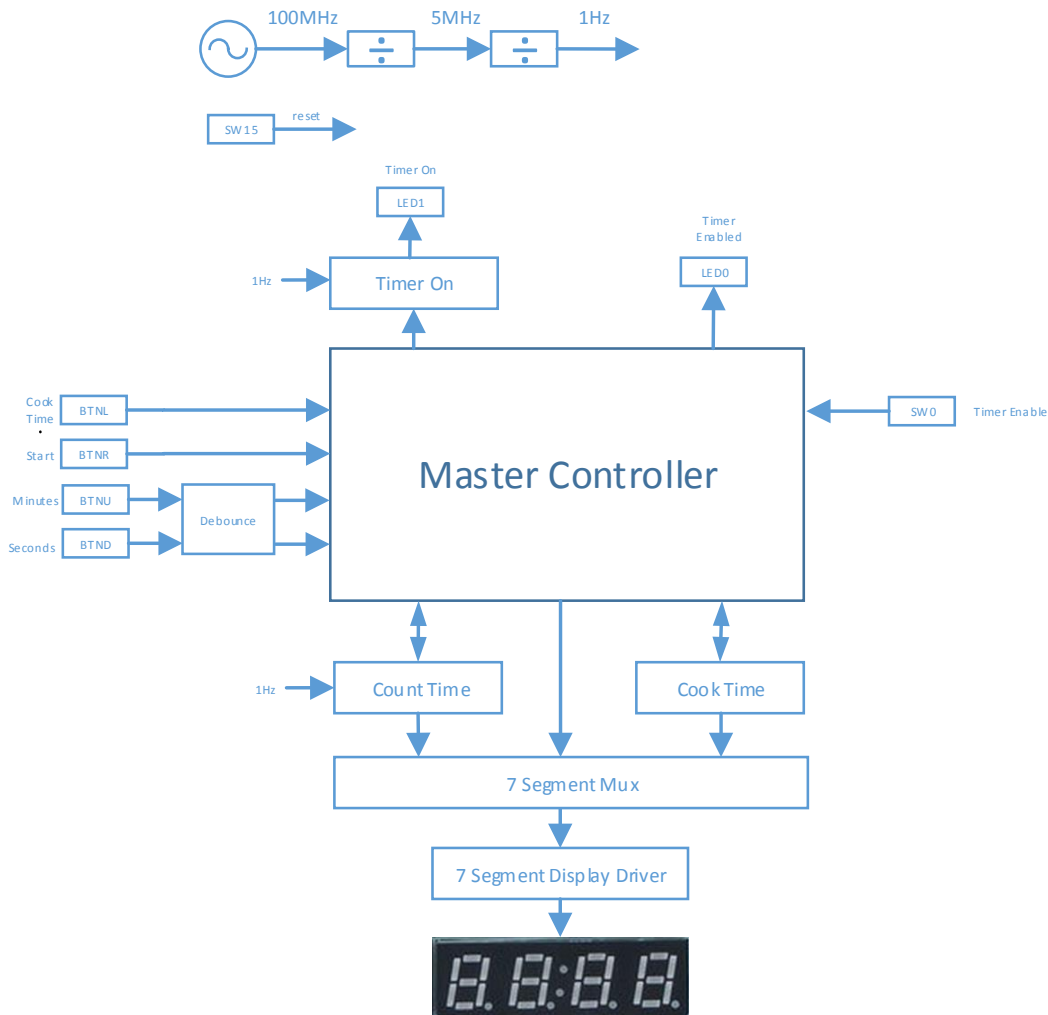 100MHz
5MHz
1Hz
÷
÷
SW15
reset
Timer On
LED1
Timer
Enabled
LED0
1Hz
Timer On
Cook
Time
BTNL
Start
BTNR
Minutes
BTNU
Seconds
BTND
Debounce
Master Controller
SW0
Timer Enable
1Hz
Count Time
Cook Time
7 Segment Mux
7 Segment Display Driver